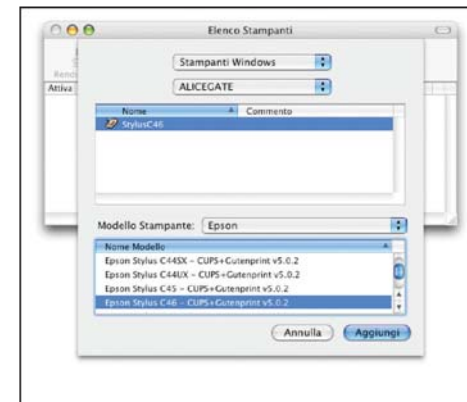 Elenco Stampanti
Attiva
Stampanti Windows
ALICEGATE
Nome Commento
StylusC46
Modello Stampante: Epson
Nome Modello
Epson Stylus C44SX – CUPS+Gutenprint v5.0.2
Epson Stylus C44UX – CUPS+Gutenprint v5.0.2
Epson Stylus C45 – CUPS+Gutenprint v5.0.2
Epson Stylus C46 – CUPS+Gutenprint v5.0.2
Annulla Aggiungi